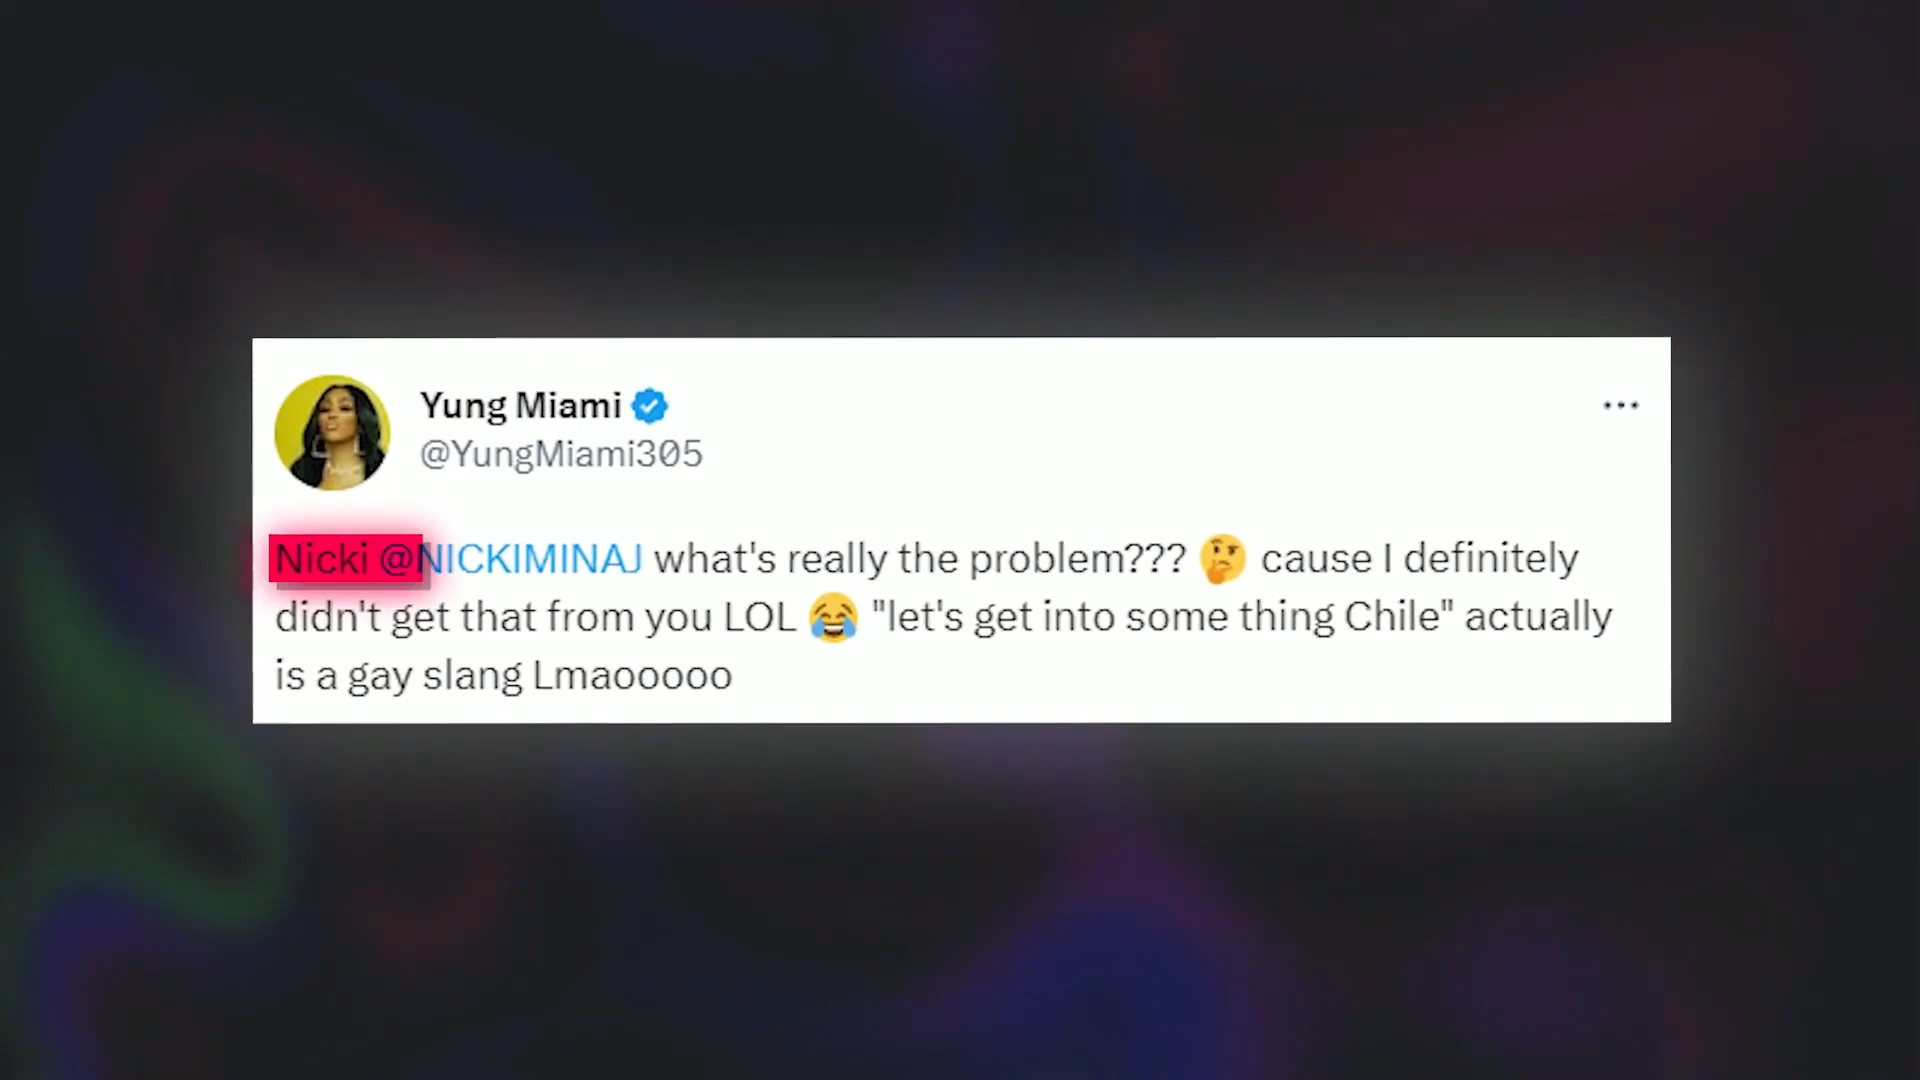 Yung Miami
@YungMiami305
Nicki @NICKIMINAJ what's really the problem??? 🤔 cause I definitely
didn't get that from you LOL 😂 "let's get into some thing Chile" actually
is a gay slang Lmaooooo